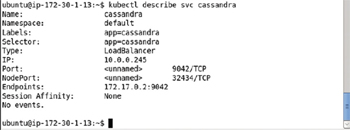 ubuntu@ip-172-30-1-13:~$ kubectl describe svc cassandra
Name: cassandra
Namespace: default
Labels: app=cassandra
Selector: app=cassandra
Type: LoadBalancer
IP: 10.0.0.245
Port: <unnamed> 9042/TCP
NodePort: <unnamed> 32434/TCP
Endpoints: 172.17.0.2:9042
Session Affinity: None
No events.
ubuntu@ip-172-30-1-13:~$